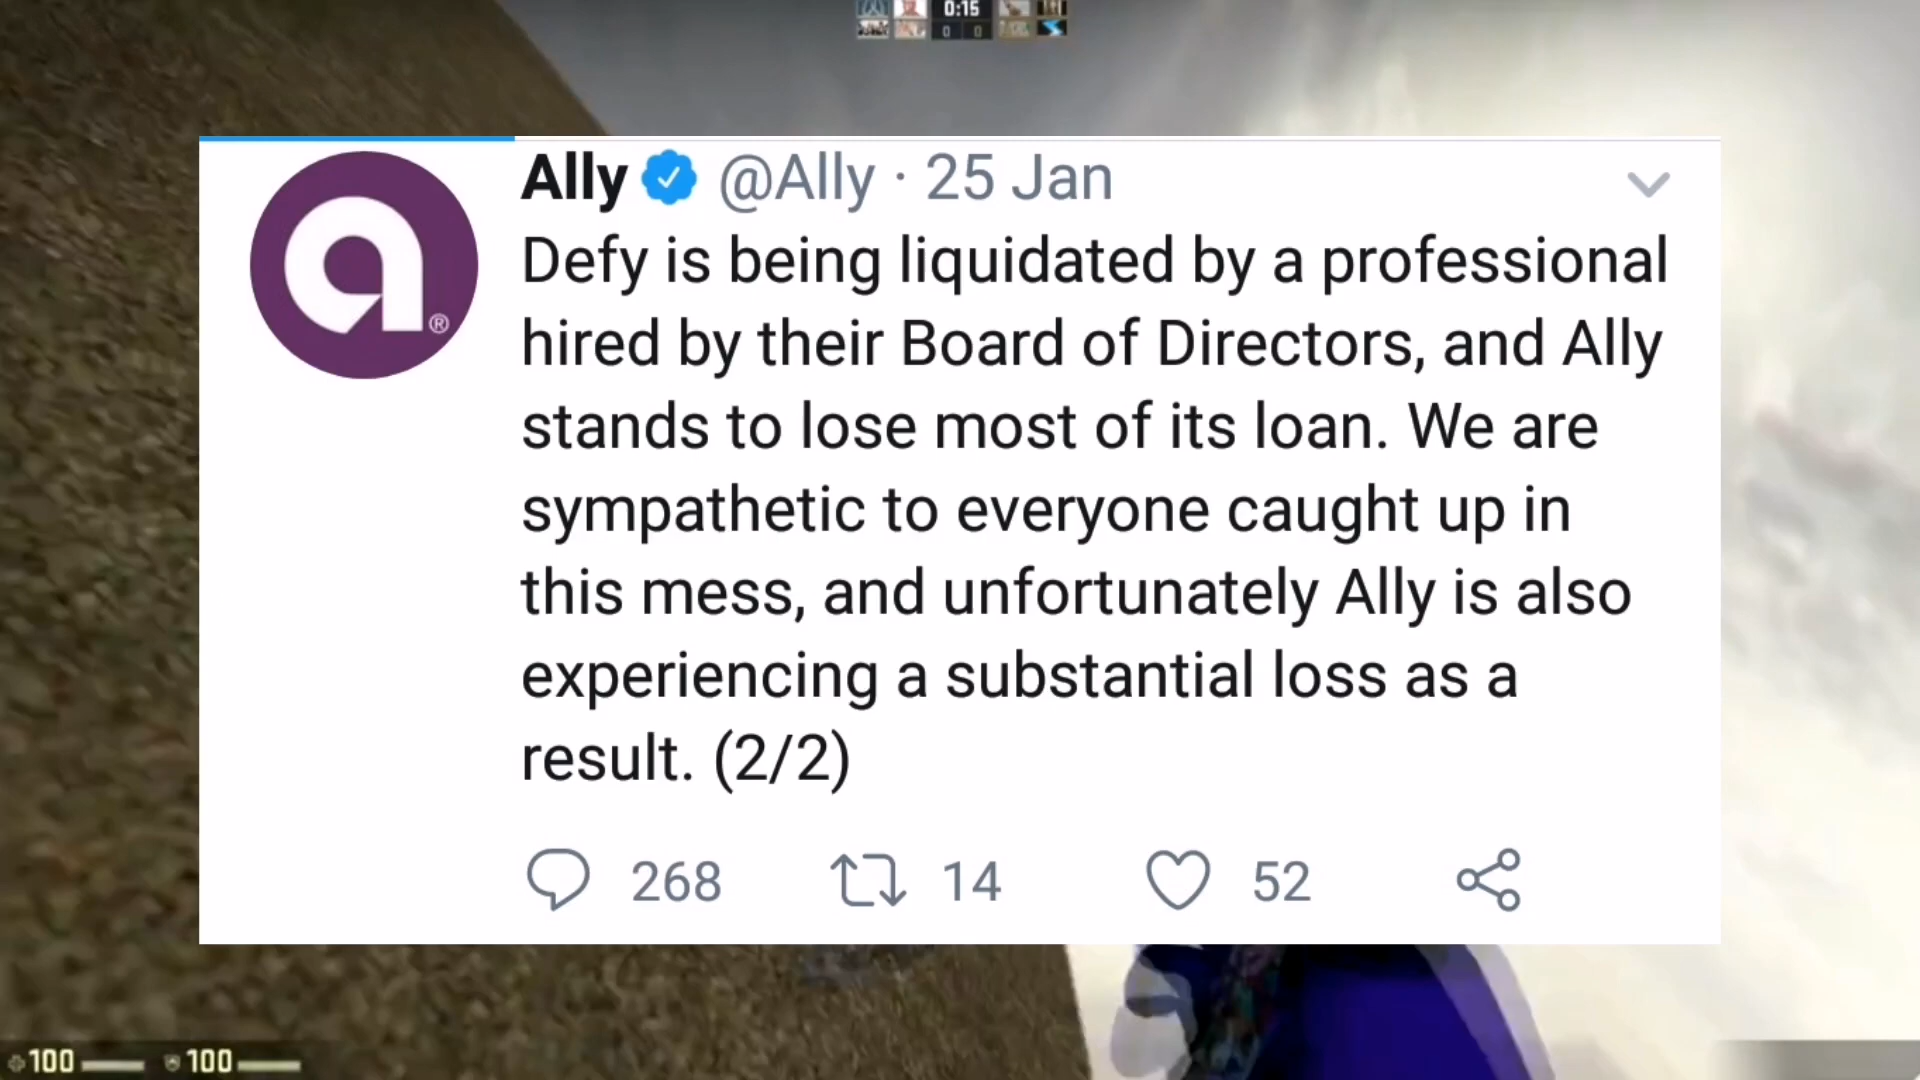 0:15
0 0
Ally @Ally · 25 Jan
Defy is being liquidated by a professional
hired by their Board of Directors, and Ally
stands to lose most of its loan. We are
sympathetic to everyone caught up in
this mess, and unfortunately Ally is also
experiencing a substantial loss as a
result. (2/2)
268 14 52
a®
100 100